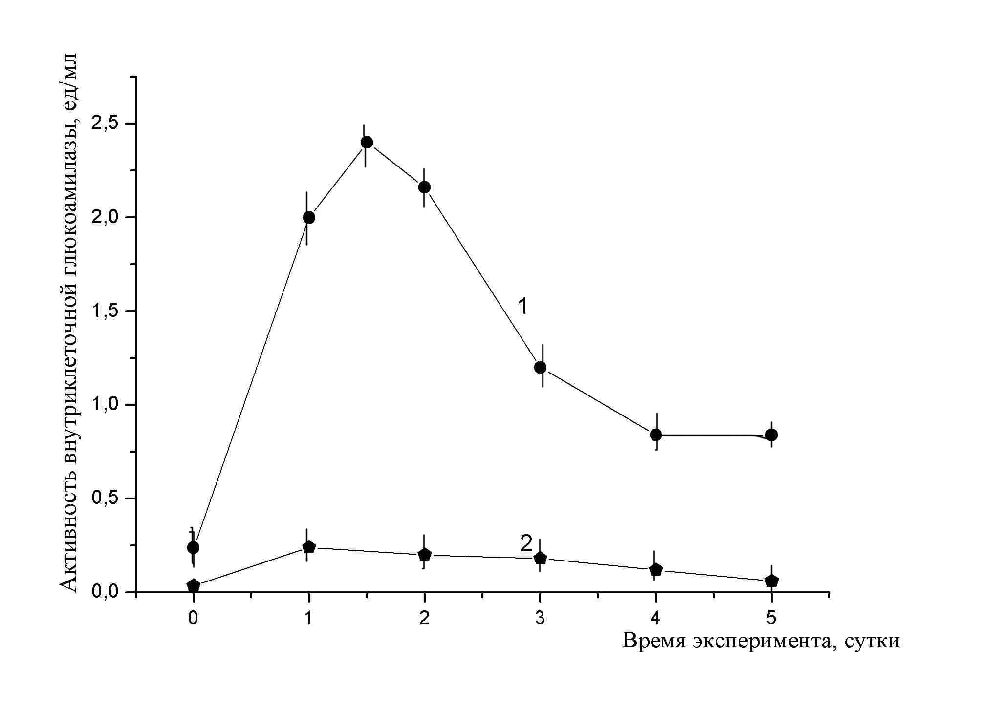 Активность внутриклеточной глюкоамилазы, ед/мл
2,5
2,0
1,5
1,0
0,5
0,0
1
2
0 1 2 3 4 5
Время эксперимента, сутки